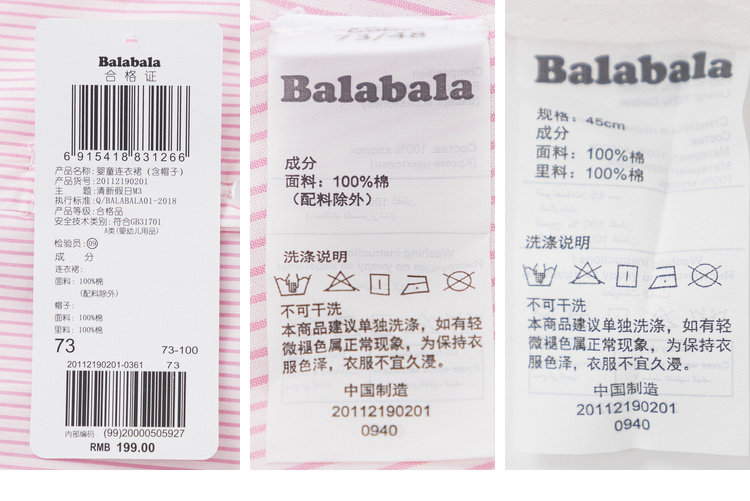 Balabala
合格证
6 915418 831266
产品名称:婴童连衣裙(含帽子)
产品货号:20112190201
主 题:清新假日M3
执行标准:Q/BALABALA01-2018
产品等级:合格品
安全技术类别:符合GB31701
A类(婴幼儿用品)
检验员:09
成 分
连衣裙:
面料:100%棉
(配料除外)
帽子:
面料:100%棉
里料:100%棉
73 73-100
20112190201-0361 73
内部编码 (99)20000505927
RMB 199.00
73/48
Balabala
成分
面料:100%棉
(配料除外)
洗涤说明
不可干洗
本商品建议单独洗涤,如有轻
微褪色属正常现象,为保持衣
服色泽,衣服不宜久浸。
中国制造
20112190201
0940
Balabala
规格:45cm
成分
面料:100%棉
里料:100%棉
洗涤说明
不可干洗
本商品建议单独洗涤,如有轻
微褪色属正常现象,为保持衣
服色泽,衣服不宜久浸。
中国制造
20112190201
0940